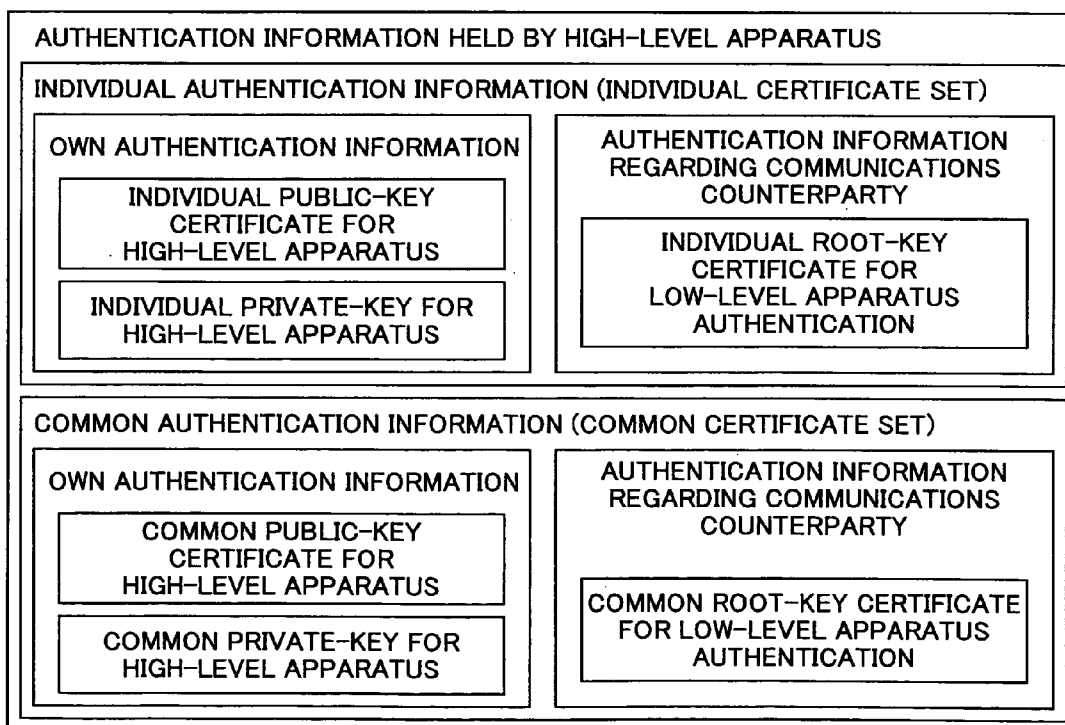 AUTHENTICATION INFORMATION HELD BY HIGH-LEVEL APPARATUS
INDIVIDUAL AUTHENTICATION INFORMATION (INDIVIDUAL CERTIFICATE SET)
OWN AUTHENTICATION INFORMATION
INDIVIDUAL PUBLIC-KEY
CERTIFICATE FOR
HIGH-LEVEL APPARATUS
INDIVIDUAL PRIVATE-KEY FOR
HIGH-LEVEL APPARATUS
AUTHENTICATION INFORMATION
REGARDING COMMUNICATIONS
COUNTERPARTY
INDIVIDUAL ROOT-KEY
CERTIFICATE FOR
LOW-LEVEL APPARATUS
AUTHENTICATION
COMMON AUTHENTICATION INFORMATION (COMMON CERTIFICATE SET)
OWN AUTHENTICATION INFORMATION
COMMON PUBLIC-KEY
CERTIFICATE FOR
HIGH-LEVEL APPARATUS
COMMON PRIVATE-KEY FOR
HIGH-LEVEL APPARATUS
AUTHENTICATION INFORMATION
REGARDING COMMUNICATIONS
COUNTERPARTY
COMMON ROOT-KEY CERTIFICATE
FOR LOW-LEVEL APPARATUS
AUTHENTICATION